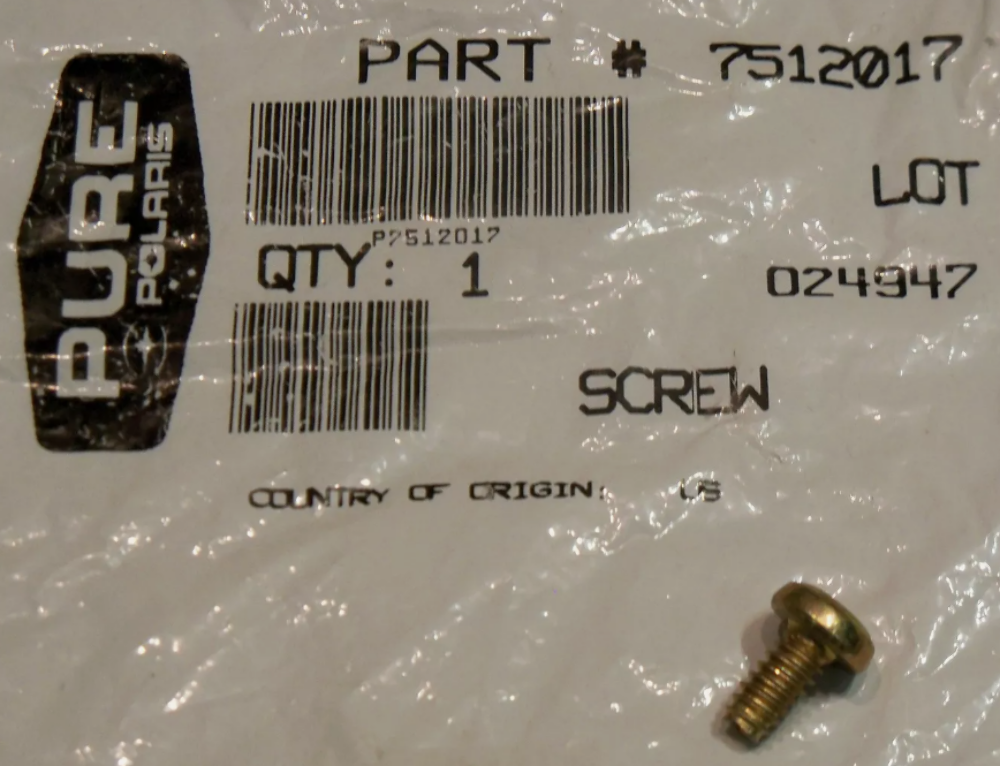 PURE
POLARIS
PART # 7512017
P7512017
LOT
QTY: 1
024947
SCREW
COUNTRY OF ORIGIN: US